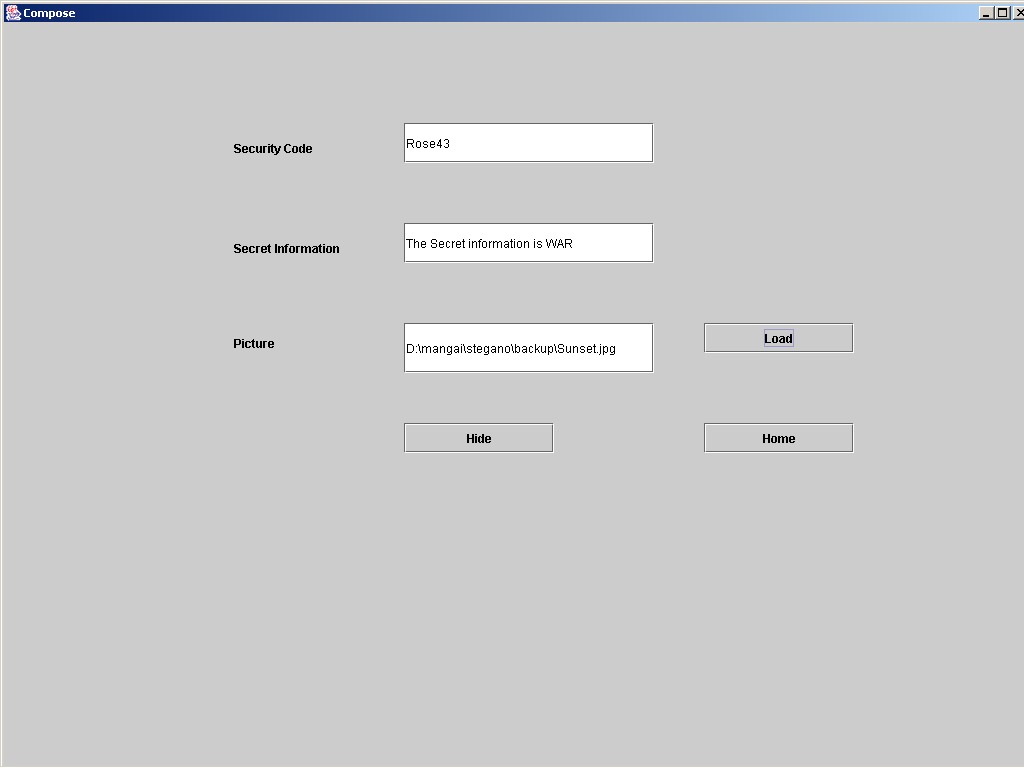 Compose
Security Code
Rose43
Secret Information
The Secret information is WAR
Picture
D:\mangai\stegano\backup\Sunset.jpg
Load
Hide
Home